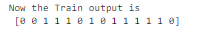 Now the Train output is
[0 0 1 1 1 0 1 0 1 1 1 1 1 0]